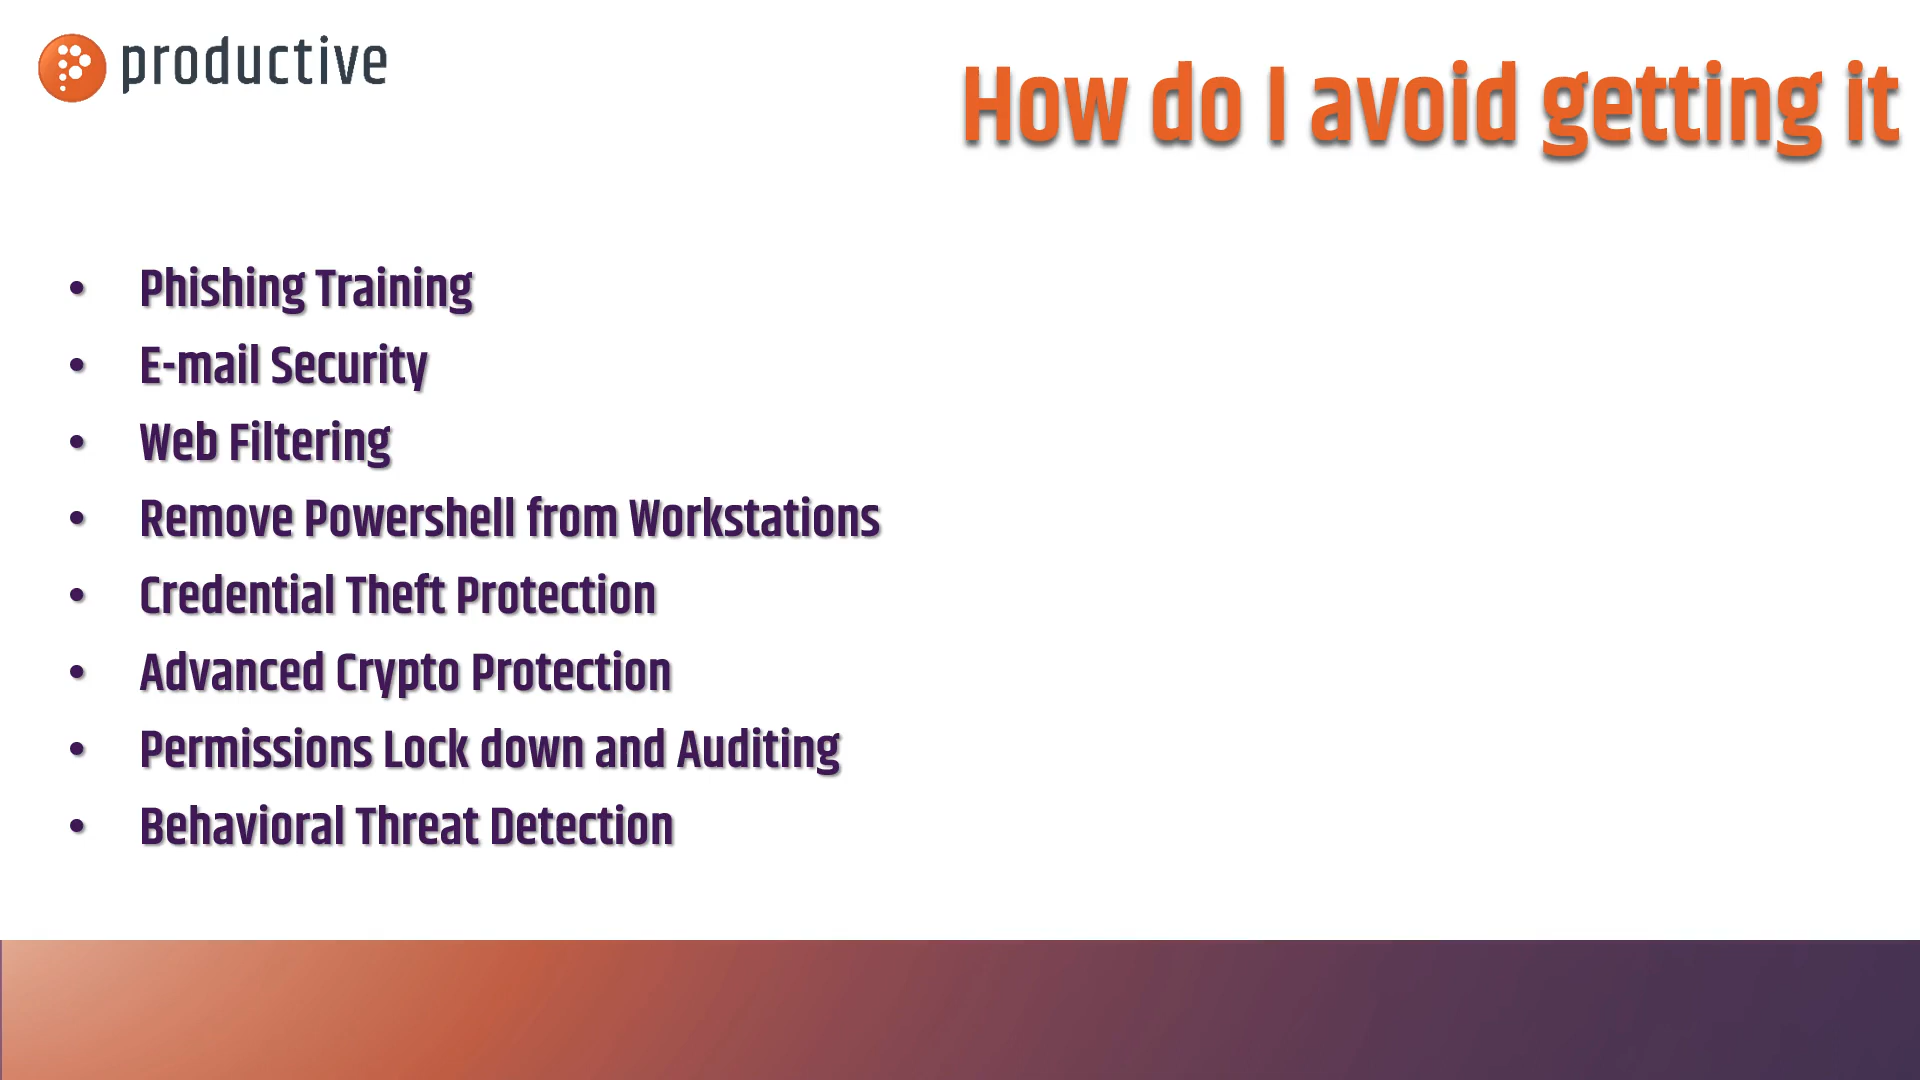 productive
How do I avoid getting it
• Phishing Training
• E-mail Security
• Web Filtering
• Remove Powershell from Workstations
• Credential Theft Protection
• Advanced Crypto Protection
• Permissions Lock down and Auditing
• Behavioral Threat Detection